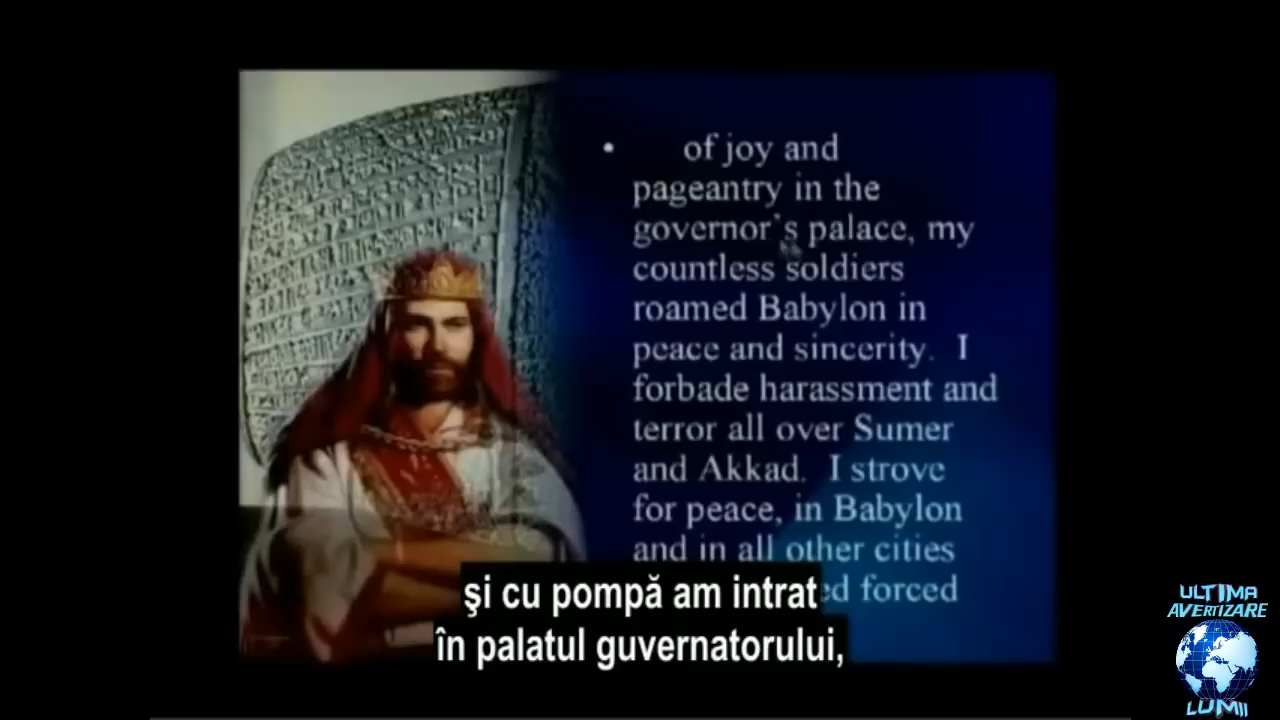 • of joy and
pageantry in the
governor's palace, my
countless soldiers
roamed Babylon in
peace and sincerity. I
forbade harassment and
terror all over Sumer
and Akkad. I strove
for peace, in Babylon
and in all other cities
ed forced
şi cu pompă am intrat
în palatul guvernatorului,
ULTIMA
AVERTIZARE
LUMII